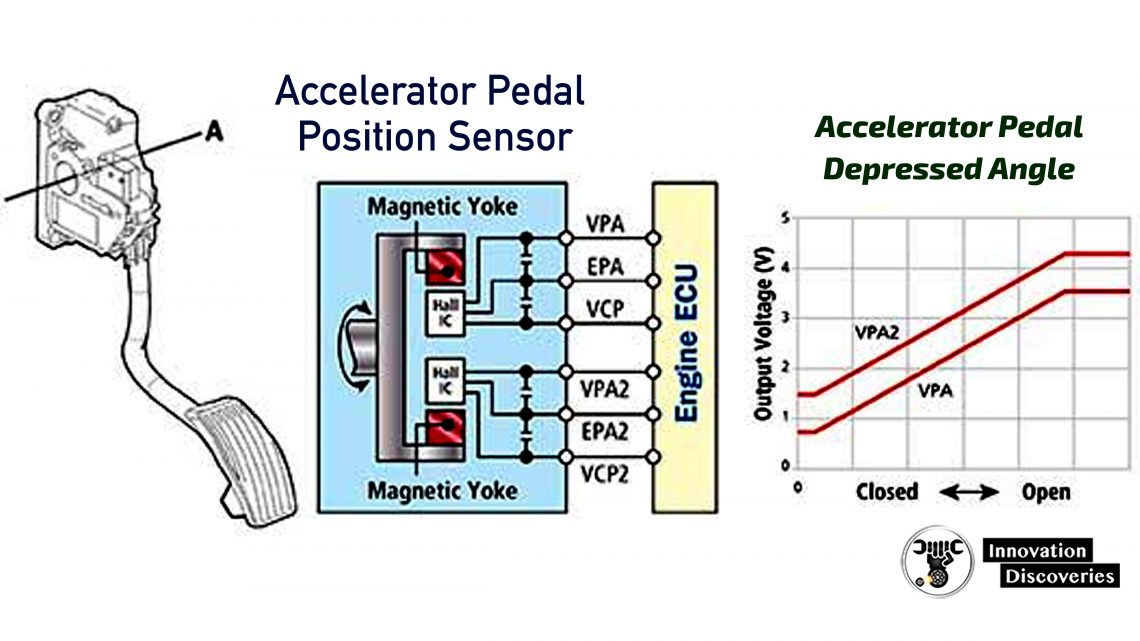 Accelerator Pedal
Position Sensor
A
Magnetic Yoke
Hall
IC
Hall
IC
Magnetic Yoke
VPA
EPA
VCP
VPA2
EPA2
VCP2
Engine ECU
Accelerator Pedal
Depressed Angle
Output Voltage (V)
5
4
3
2
1
0
VPA2
VPA
0
Closed
Open
Innovation
Discoveries